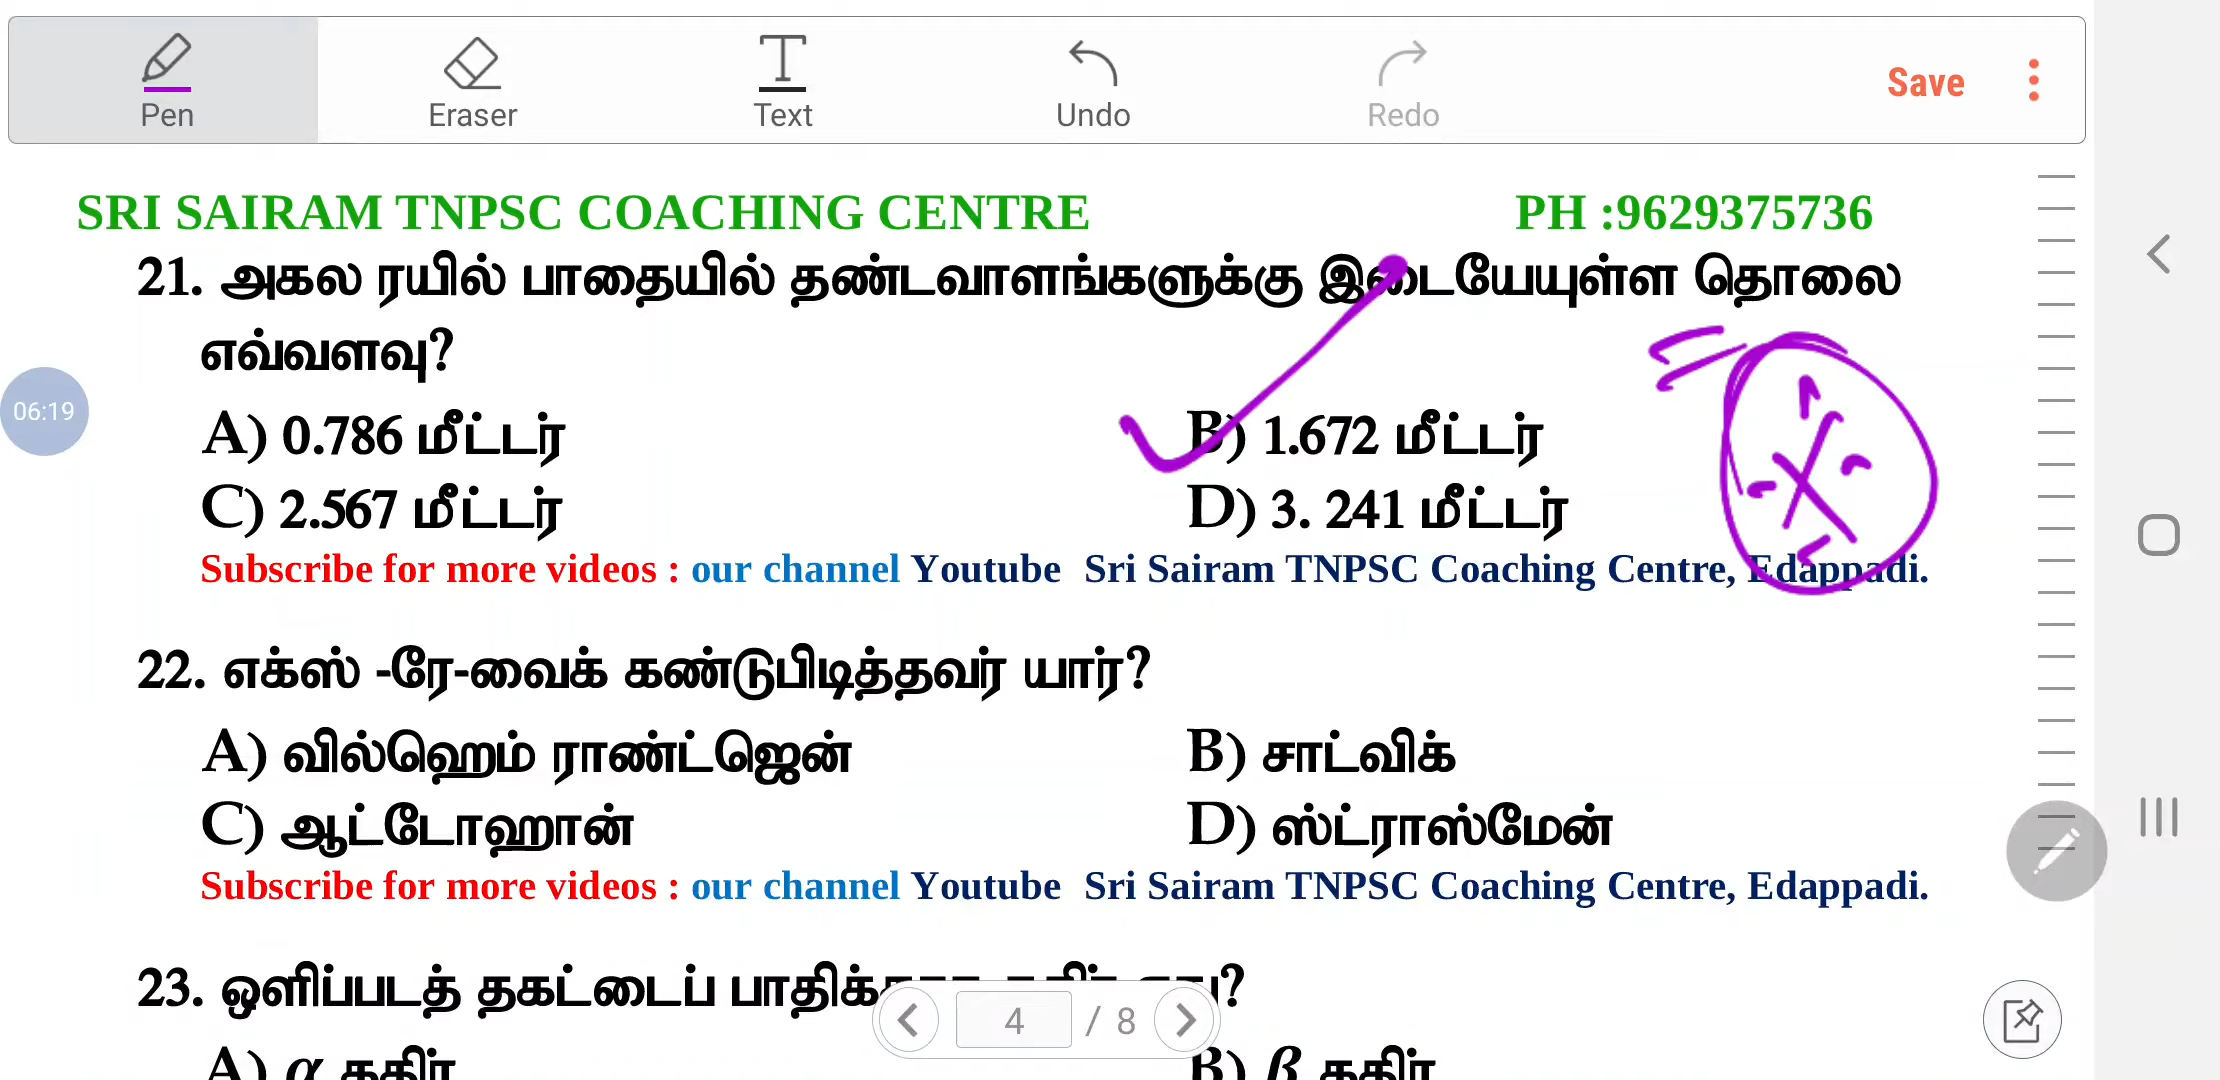 Pen
Eraser
Text
Undo
Redo
Save
SRI SAIRAM TNPSC COACHING CENTRE PH :9629375736
21. அகல ரயில் பாதையில் தண்டவாளங்களுக்கு இடையேயுள்ள தொலை
எவ்வளவு?
06:19
A) 0.786 மீட்டர் B) 1.672 மீட்டர்
C) 2.567 மீட்டர் D) 3. 241 மீட்டர்
Subscribe for more videos : our channel Youtube Sri Sairam TNPSC Coaching Centre, Edappadi.
22. எக்ஸ் -ரே-வைக் கண்டுபிடித்தவர் யார்?
A) வில்ஹெம் ராண்ட்ஜென் B) சாட்விக்
C) ஆட்டோஹான் D) ஸ்ட்ராஸ்மேன்
Subscribe for more videos : our channel Youtube Sri Sairam TNPSC Coaching Centre, Edappadi.
23. ஒளிப்படத் தகட்டைப்
4 / 8
A) α B) β